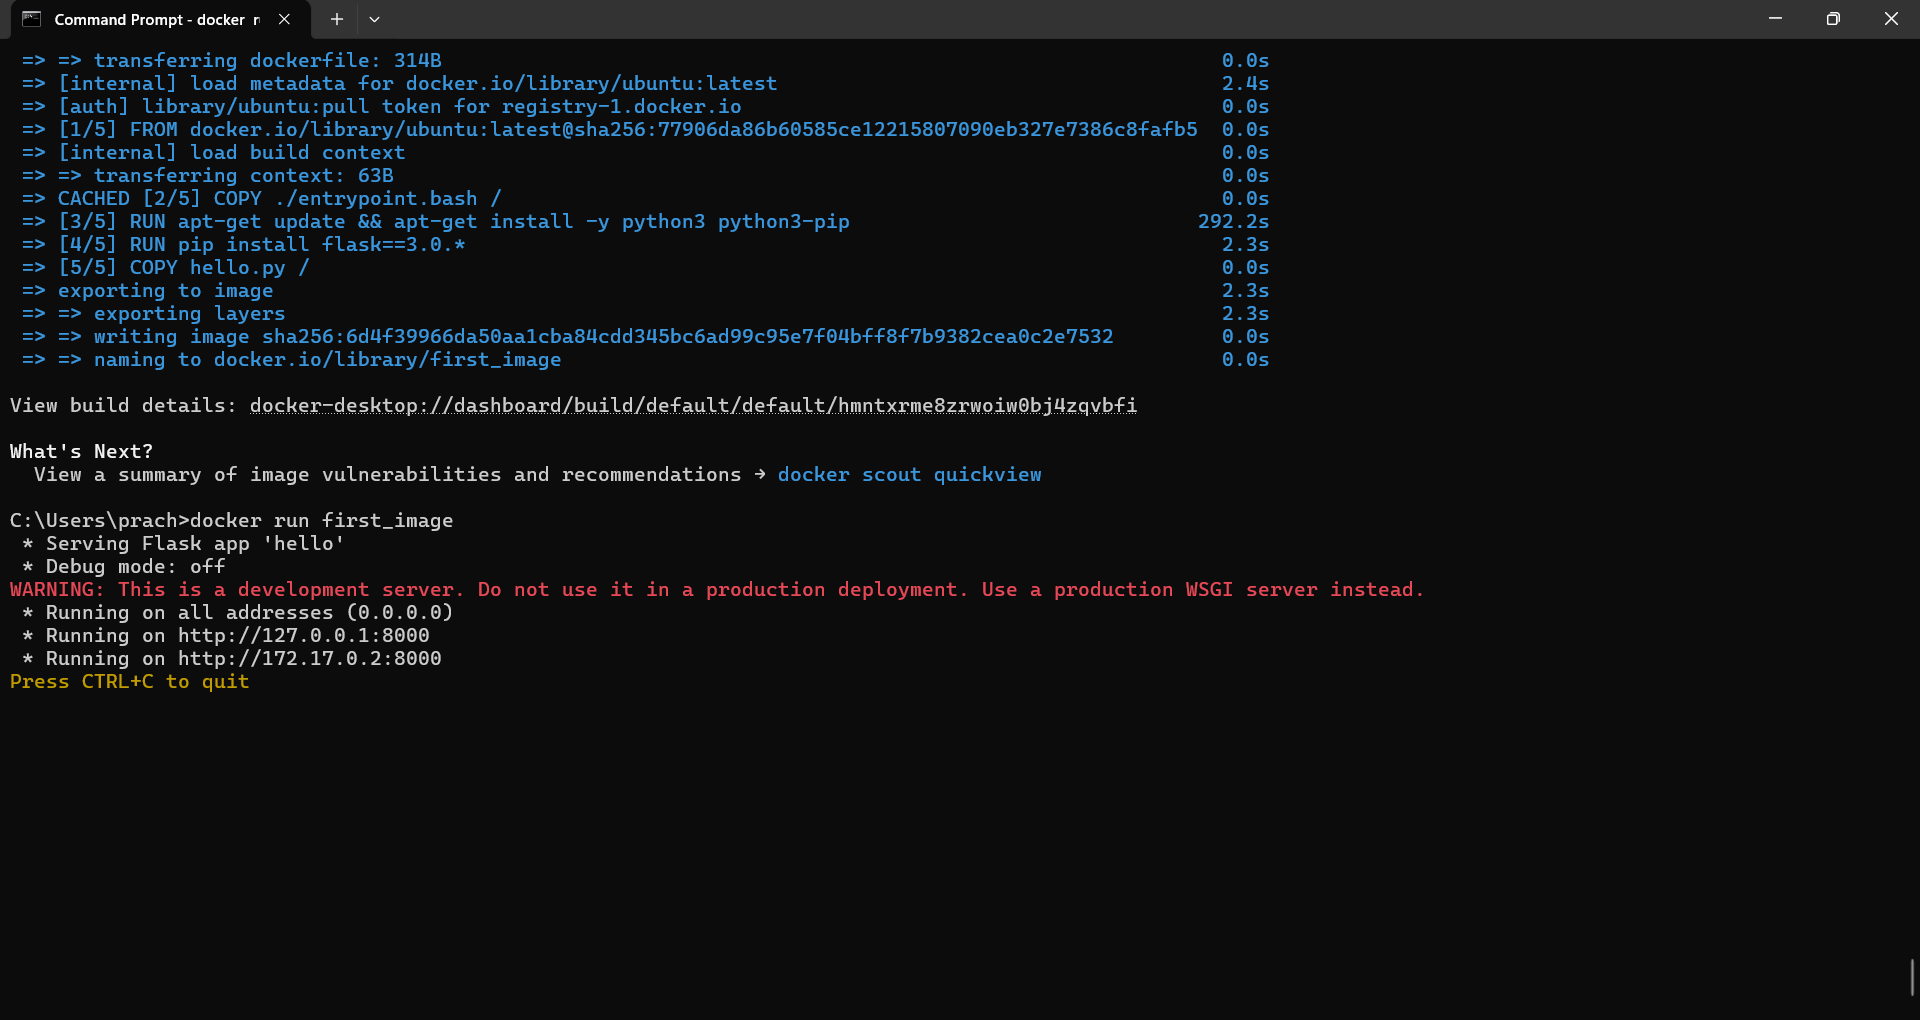 Command Prompt - docker r
=> => transferring dockerfile: 314B 0.0s
=> [internal] load metadata for docker.io/library/ubuntu:latest 2.4s
=> [auth] library/ubuntu:pull token for registry-1.docker.io 0.0s
=> [1/5] FROM docker.io/library/ubuntu:latest@sha256:77906da86b60585ce12215807090eb327e7386c8fafb5 0.0s
=> [internal] load build context 0.0s
=> => transferring context: 63B 0.0s
=> CACHED [2/5] COPY ./entrypoint.bash / 0.0s
=> [3/5] RUN apt-get update && apt-get install -y python3 python3-pip 292.2s
=> [4/5] RUN pip install flask==3.0.* 2.3s
=> [5/5] COPY hello.py / 0.0s
=> exporting to image 2.3s
=> => exporting layers 2.3s
=> => writing image sha256:6d4f39966da50aa1cba84cdd345bc6ad99c95e7f04bff8f7b9382cea0c2e7532 0.0s
=> => naming to docker.io/library/first_image 0.0s
View build details: docker-desktop://dashboard/build/default/default/hmntxrme8zrwoiw0bj4zqvbfi
What's Next?
View a summary of image vulnerabilities and recommendations → docker scout quickview
C:\Users\prach>docker run first_image
* Serving Flask app 'hello'
* Debug mode: off
WARNING: This is a development server. Do not use it in a production deployment. Use a production WSGI server instead.
* Running on all addresses (0.0.0.0)
* Running on http://127.0.0.1:8000
* Running on http://172.17.0.2:8000
Press CTRL+C to quit